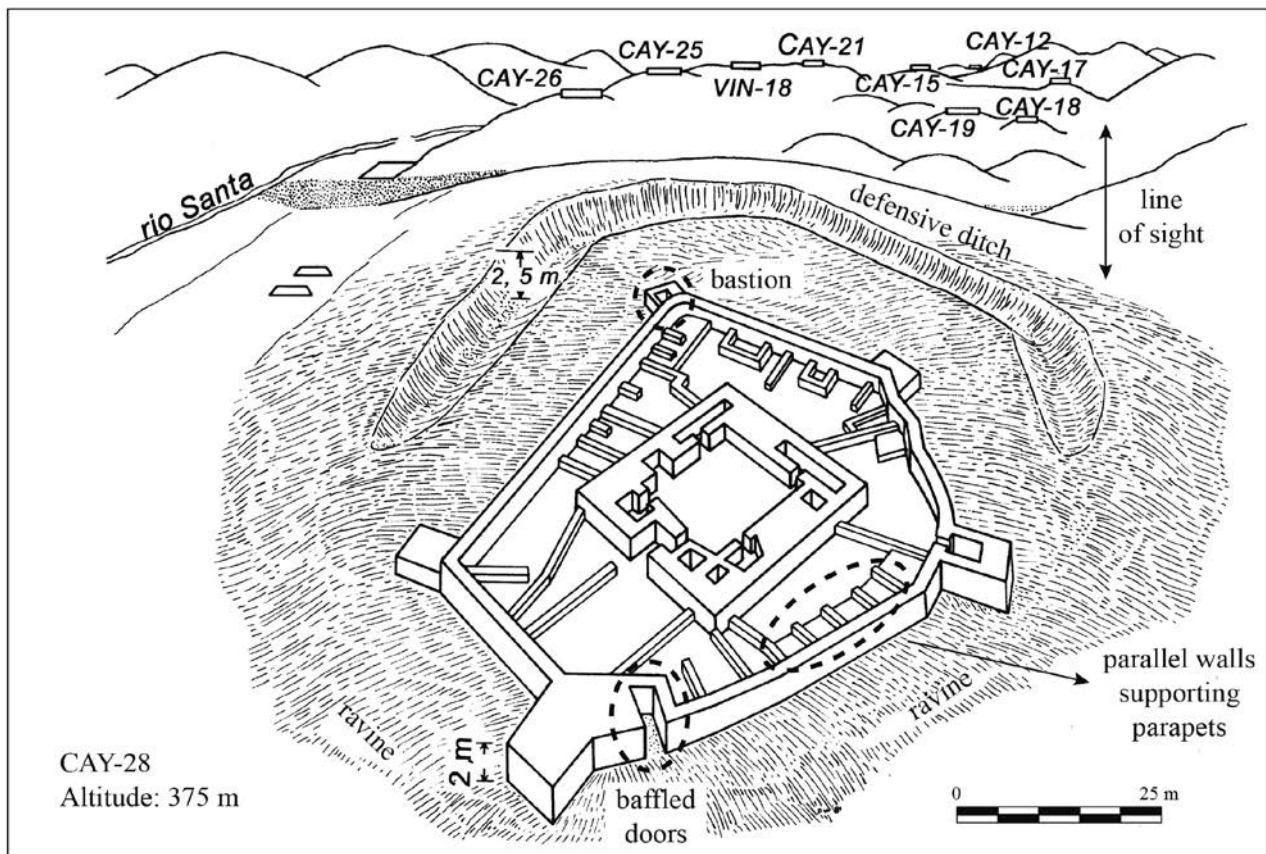 CAY-25
CAY-21
CAY-12
CAY-26
VIN-18
CAY-15
CAY-17
CAY-19
CAY-18
rio Santa
defensive ditch
line
of sight
2, 5 m
bastion
parallel walls
supporting
parapets
ravine
ravine
2 m
CAY-28
Altitude: 375 m
baffled
doors
0
25 m